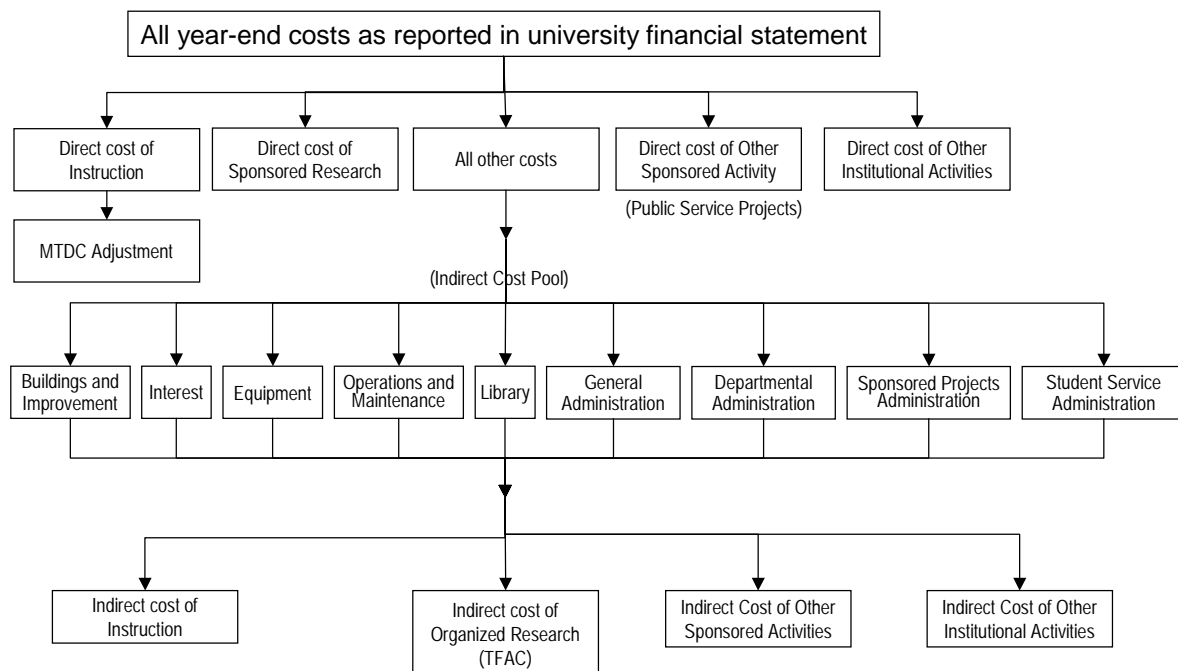 All year-end costs as reported in university financial statement
Direct cost of
Instruction
Direct cost of
Sponsored Research
All other costs
Direct cost of Other
Sponsored Activity
Direct cost of Other
Institutional Activities
(Public Service Projects)
MTDC Adjustment
(Indirect Cost Pool)
Buildings and
Improvement
Interest
Equipment
Operations and
Maintenance
Library
General
Administration
Departmental
Administration
Sponsored Projects
Administration
Student Service
Administration
Indirect cost of
Instruction
Indirect cost of
Organized Research
(TFAC)
Indirect Cost of Other
Sponsored Activities
Indirect Cost of Other
Institutional Activities